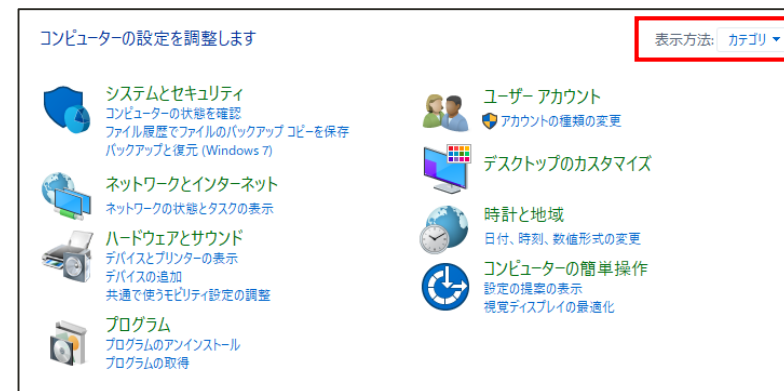 コンピューターの設定を調整します
表示方法: カテゴリ
システムとセキュリティ
コンピューターの状態を確認
ファイル履歴でファイルのバックアップ コピーを保存
バックアップと復元 (Windows 7)
ネットワークとインターネット
ネットワークの状態とタスクの表示
ハードウェアとサウンド
デバイスとプリンターの表示
デバイスの追加
共通で使うモビリティ設定の調整
プログラム
プログラムのアンインストール
プログラムの取得
ユーザー アカウント
アカウントの種類の変更
デスクトップのカスタマイズ
時計と地域
日付、時刻、数値形式の変更
コンピューターの簡単操作
設定の提案の表示
視覚ディスプレイの最適化